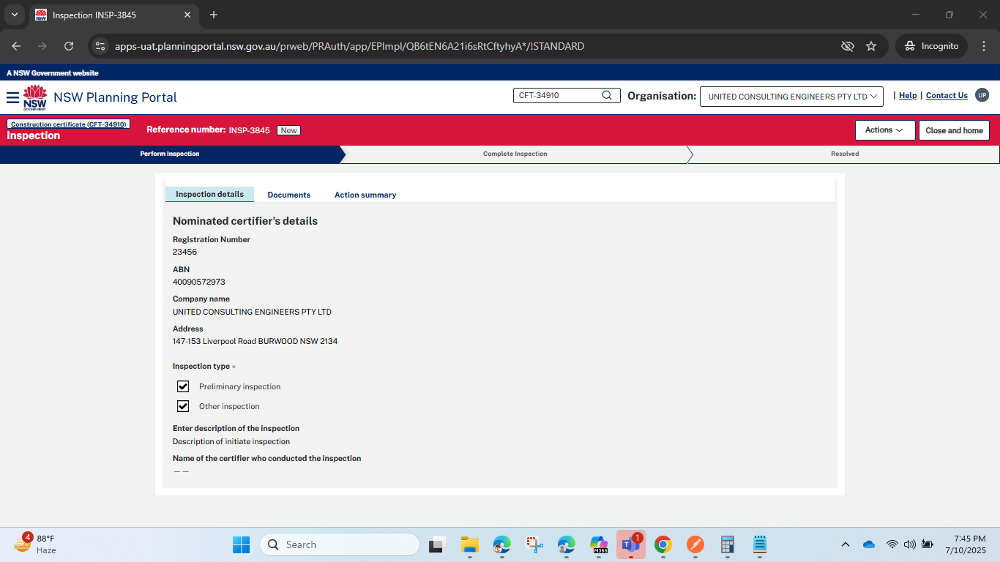 Inspection INSP-3845
apps-uat.planningportal.nsw.gov.au/prweb/PRAuth/app/EPImpl/QB6tEN6A21i6sRtCftyhyA*/!STANDARD
Incognito
A NSW Government website
NSW
GOVERNMENT
NSW Planning Portal
CFT-34910
Organisation: UNITED CONSULTING ENGINEERS PTY LTD
| Help | Contact Us UP
Construction certificate (CFT-34910)
Inspection
Reference number: INSP-3845 New
Actions
Close and home
Perform Inspection
Complete Inspection
Resolved
Inspection details
Documents
Action summary
Nominated certifier's details
Registration Number
23456
ABN
40090572973
Company name
UNITED CONSULTING ENGINEERS PTY LTD
Address
147-153 Liverpool Road BURWOOD NSW 2134
Inspection type *
Preliminary inspection
Other inspection
Enter description of the inspection
Description of initiate inspection
Name of the certifier who conducted the inspection
— —
4
88°F
Haze
Search
M365
1
7:45 PM
7/10/2025